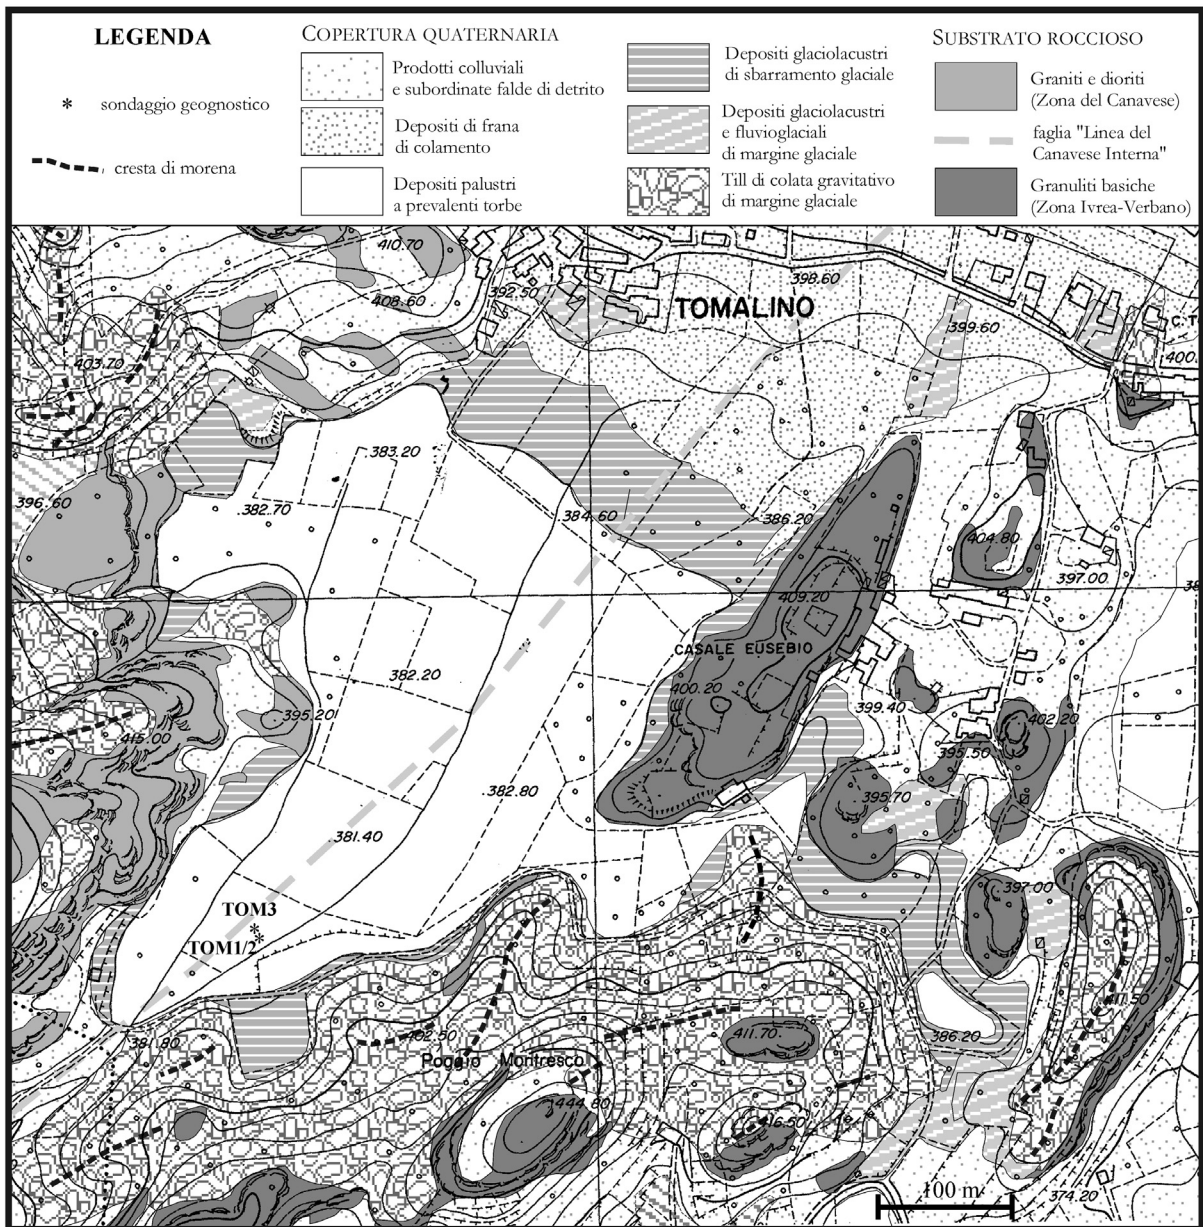 LEGENDA
* sondaggio geognostico
cresta di morena
COPERTURA QUATERNARIA
Prodotti colluviali
e subordinate falde di detrito
Depositi di frana
di colamento
Depositi palustri
a prevalenti torbe
Depositi glaciolacustri
di sbarramento glaciale
Depositi glaciolacustri
e fluvioglaciali
di margine glaciale
Till di colata gravitativo
di margine glaciale
SUBSTRATO ROCCIOSO
Graniti e dioriti
(Zona del Canavese)
faglia "Linea del
Canavese Interna"
Granuliti basiche
(Zona Ivrea-Verbano)
410.70
408.60
392.50
398.60
TOMALINO
399.60
C.T
400
403.70
383.20
396.60
382.70
384.60
386.20
404.80
397.00
38
409.20
CASALE EUSEBIO
382.20
400.20
399.40
395.20
402.20
415.00
395.50
382.80
395.70
381.40
397.00
TOM3
TOM1/2
411.50
381.80
402.50
411.70
386.20
Poggio Monfresco
444.80
416.50
100 m
374.20